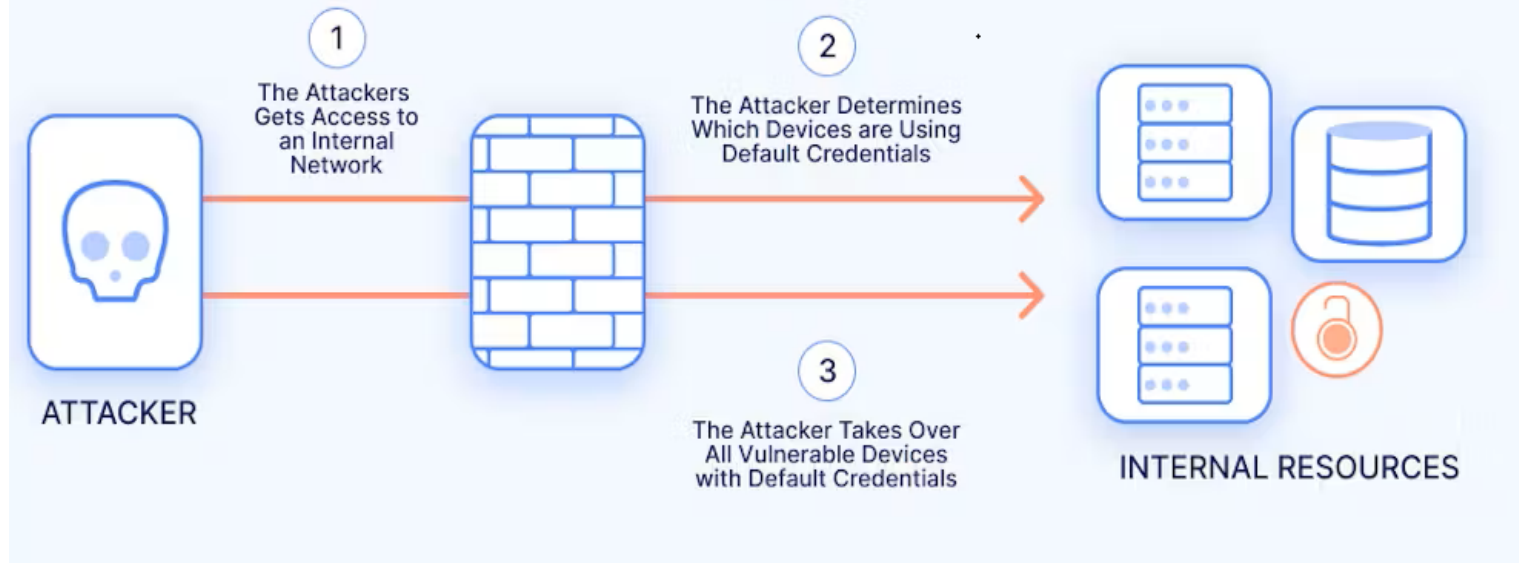 1
The Attackers
Gets Access to
an Internal
Network
2
The Attacker Determines
Which Devices are Using
Default Credentials
ATTACKER
3
The Attacker Takes Over
All Vulnerable Devices
with Default Credentials
INTERNAL RESOURCES